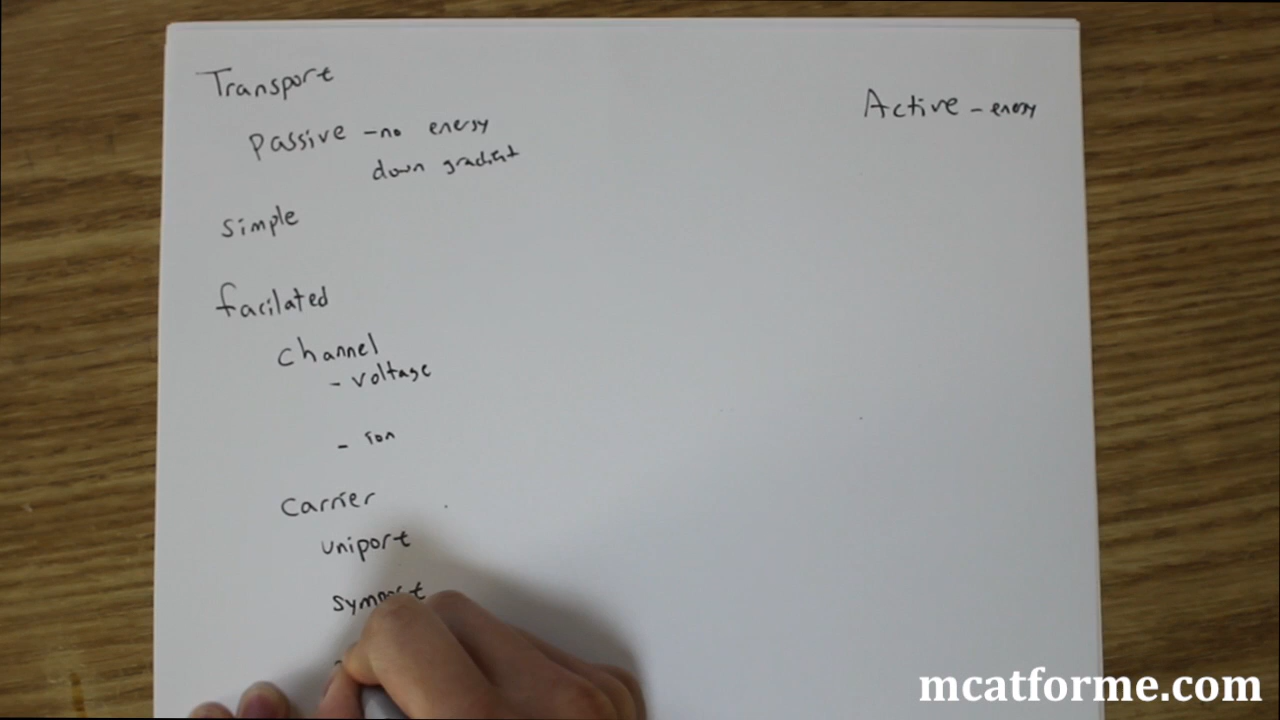 Transport
Passive - no energy
down gradient
Active - energy
simple
facilated
channel
- voltage
- ion
Carrier
uniport
symport
mcatforme.com